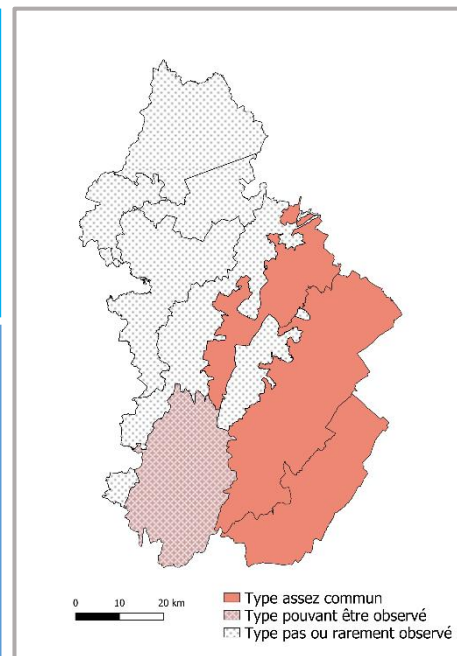 0 10 20 km
Type assez commun
Type pouvant être observé
Type pas ou rarement observé